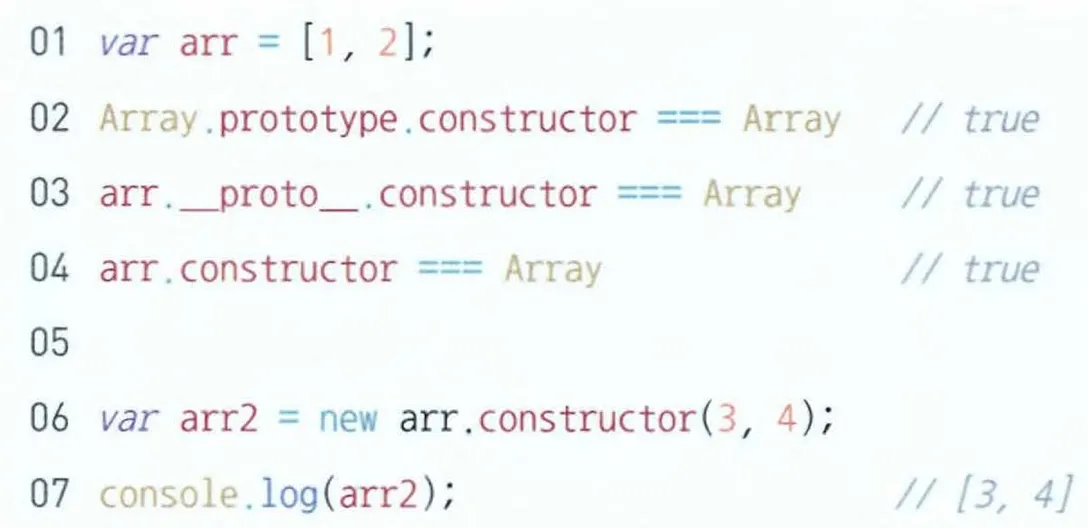 01 var arr = [1, 2];
02 Array.prototype.constructor === Array // true
03 arr.__proto__.constructor === Array // true
04 arr.constructor === Array // true
05
06 var arr2 = new arr.constructor(3, 4);
07 console.log(arr2); // [3, 4]